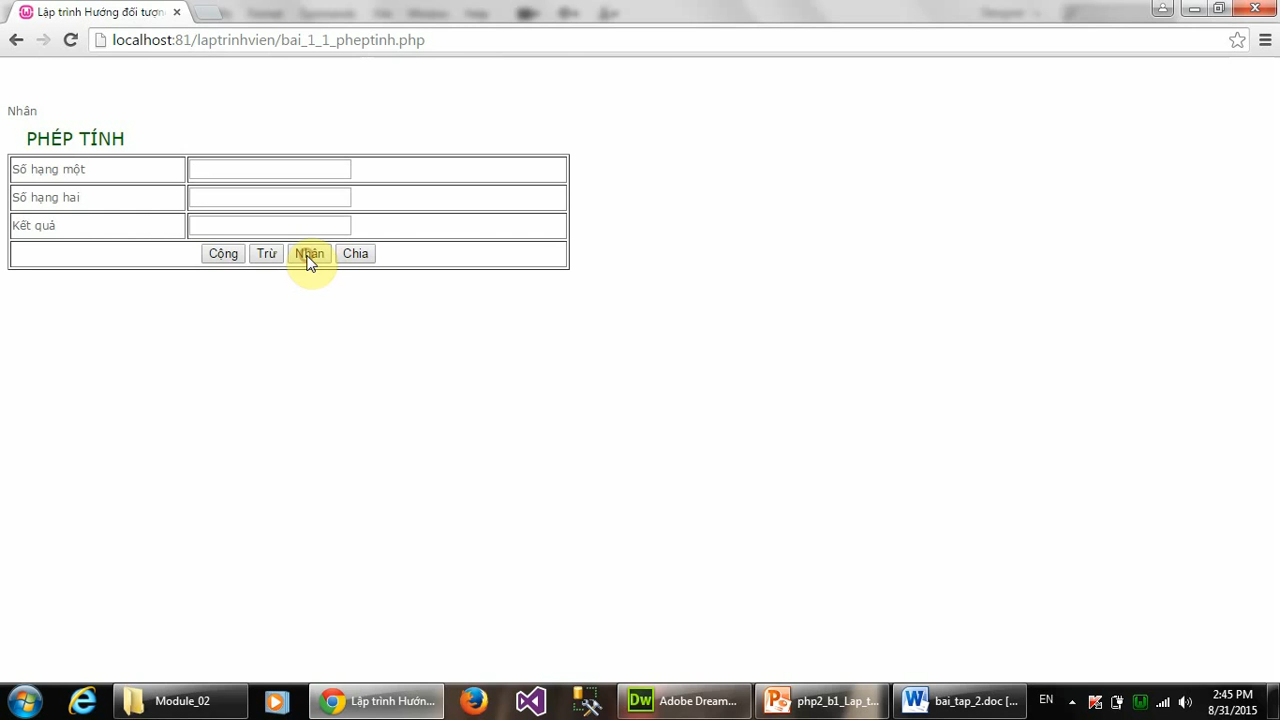 Lập trình Hướng đối tượn
localhost:81/laptrinhvien/bai_1_1_pheptinh.php
Nhân
PHÉP TÍNH
Số hạng một
Số hạng hai
Kết quả
Cộng Trừ Nhân Chia
Module_02
Lập trình Hướn...
Dw Adobe Dream...
php2_b1_Lap_t...
bai_tap_2.doc [...
EN
2:45 PM
8/31/2015